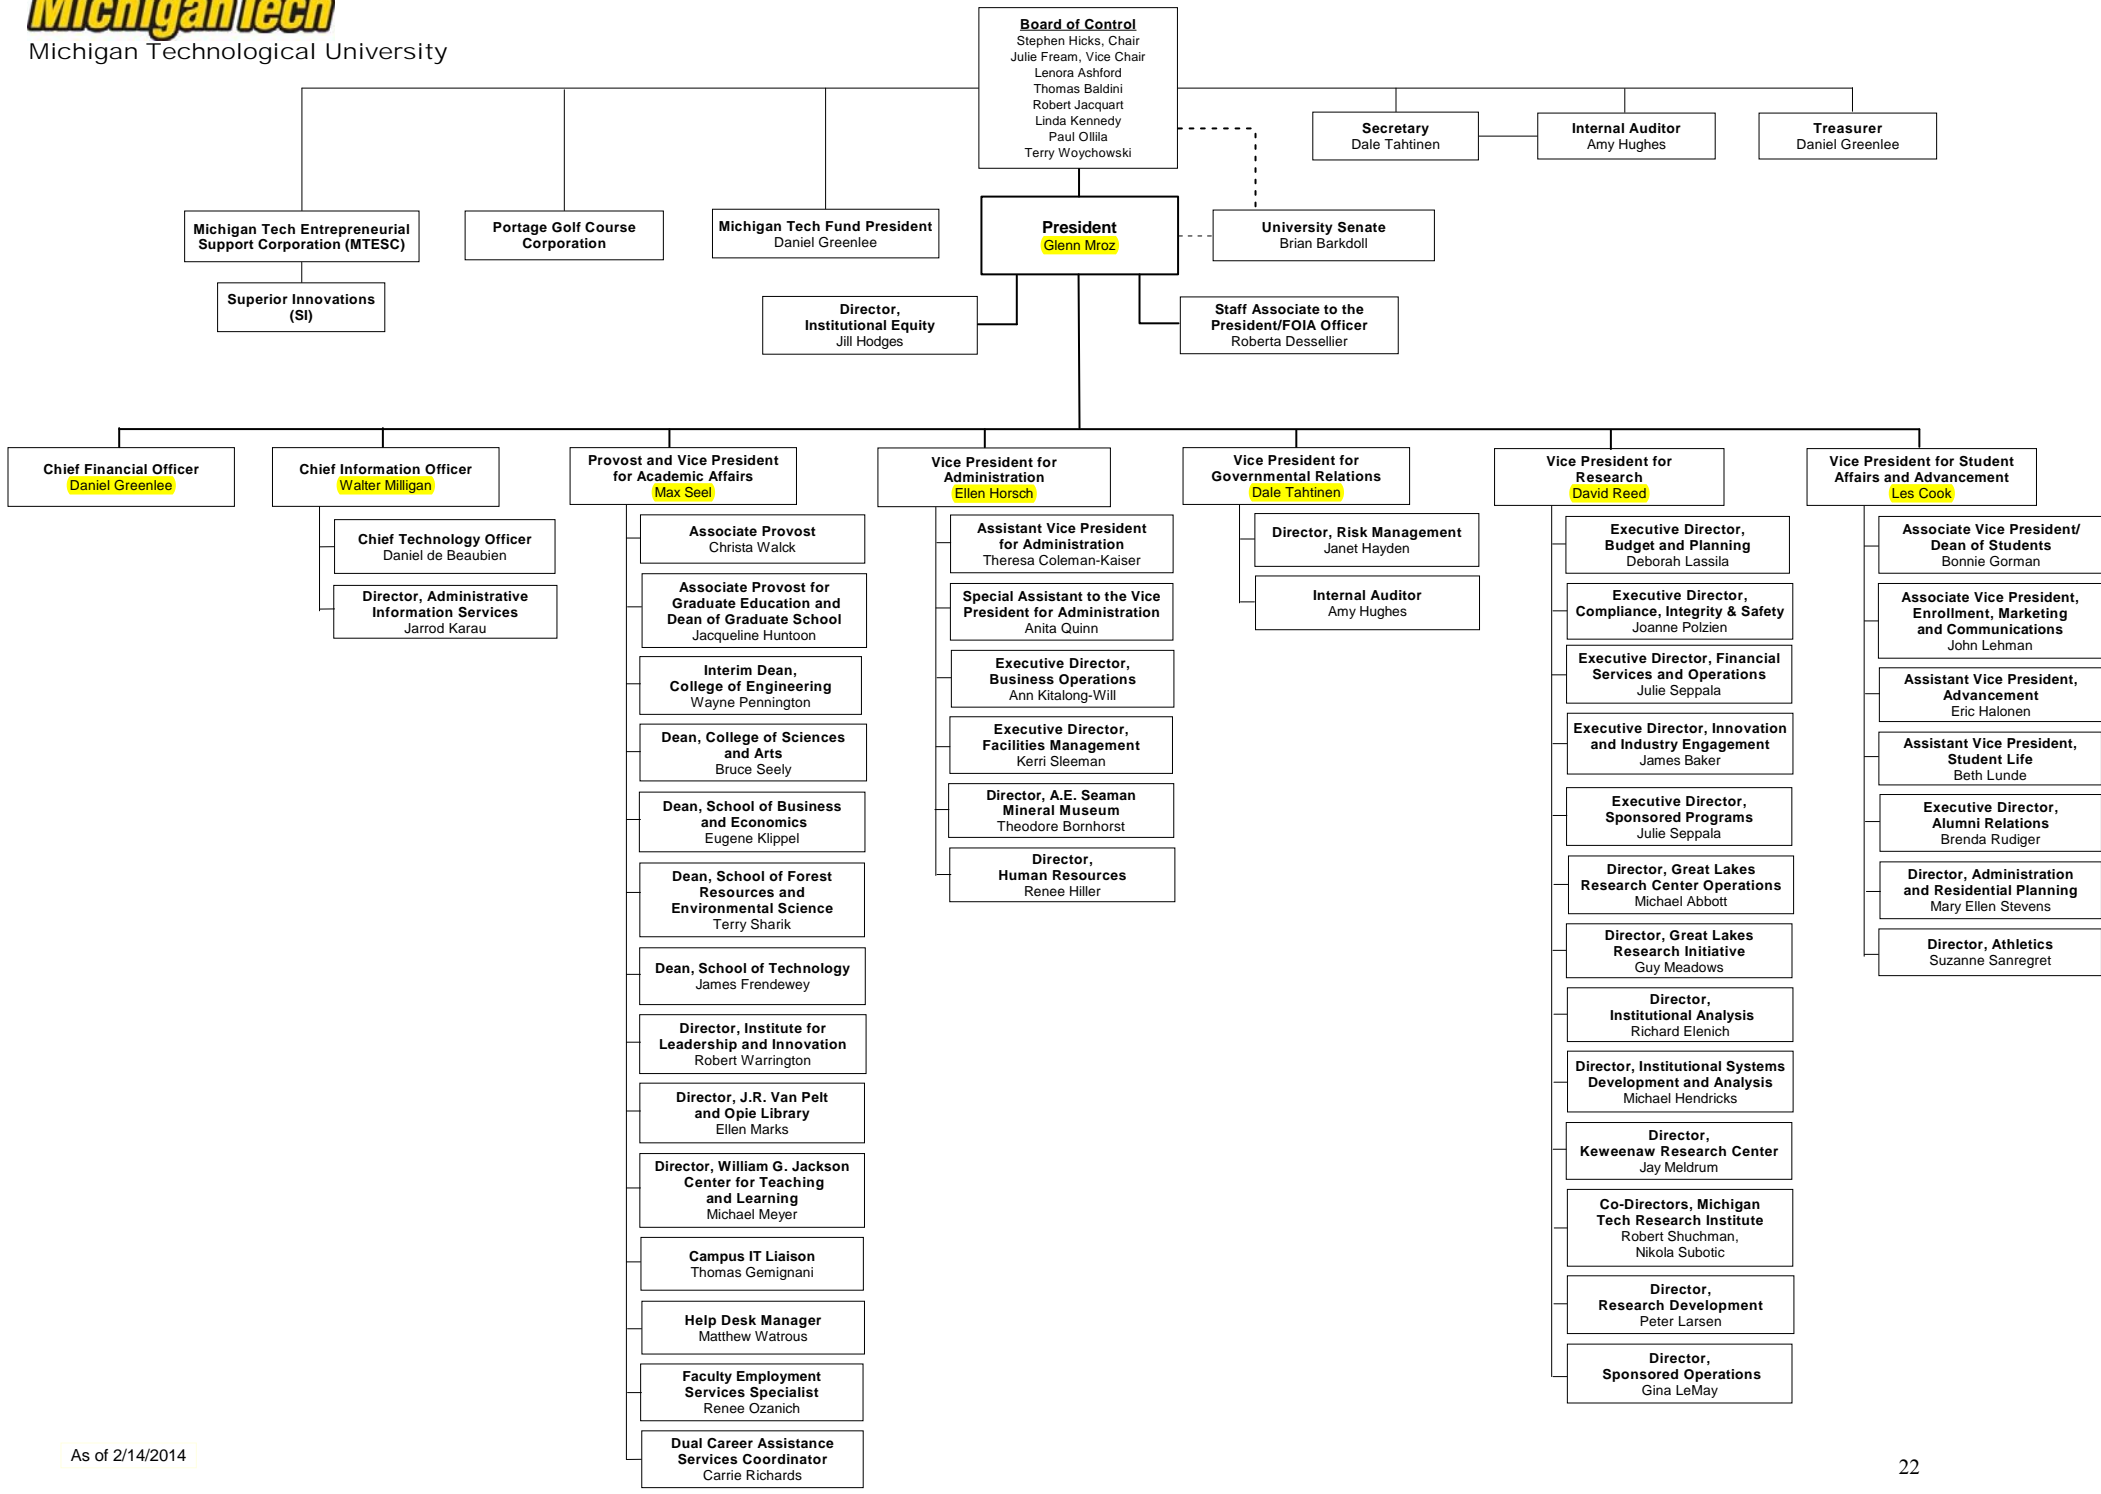 MichiganTech
Michigan Technological University
Board of Control
Stephen Hicks, Chair
Julie Fream, Vice Chair
Lenora Ashford
Thomas Baldini
Robert Jacquart
Linda Kennedy
Paul Ollila
Terry Woychowski
Secretary
Dale Tahtinen
Internal Auditor
Amy Hughes
Treasurer
Daniel Greenlee
Michigan Tech Entrepreneurial
Support Corporation (MTESC)
Portage Golf Course
Corporation
Michigan Tech Fund President
Daniel Greenlee
President
Glenn Mroz
University Senate
Brian Barkdoll
Superior Innovations
(SI)
Director,
Institutional Equity
Jill Hodges
Staff Associate to the
President/FOIA Officer
Roberta Dessellier
Chief Financial Officer
Daniel Greenlee
Chief Information Officer
Walter Milligan
Chief Technology Officer
Daniel de Beaubien
Director, Administrative
Information Services
Jarrod Karau
Provost and Vice President
for Academic Affairs
Max Seel
Associate Provost
Christa Walck
Associate Provost for
Graduate Education and
Dean of Graduate School
Jacqueline Huntoon
Interim Dean,
College of Engineering
Wayne Pennington
Dean, College of Sciences
and Arts
Bruce Seely
Dean, School of Business
and Economics
Eugene Klippel
Dean, School of Forest
Resources and
Environmental Science
Terry Sharik
Dean, School of Technology
James Frendewey
Director, Institute for
Leadership and Innovation
Robert Warrington
Director, J.R. Van Pelt
and Opie Library
Ellen Marks
Director, William G. Jackson
Center for Teaching
and Learning
Michael Meyer
Campus IT Liaison
Thomas Gemignani
Help Desk Manager
Matthew Watrous
Faculty Employment
Services Specialist
Renee Ozanich
Dual Career Assistance
Services Coordinator
Carrie Richards
Vice President for
Administration
Ellen Horsch
Assistant Vice President
for Administration
Theresa Coleman-Kaiser
Special Assistant to the Vice
President for Administration
Anita Quinn
Executive Director,
Business Operations
Ann Kitalong-Will
Executive Director,
Facilities Management
Kerri Sleeman
Director, A.E. Seaman
Mineral Museum
Theodore Bornhorst
Director,
Human Resources
Renee Hiller
Vice President for
Governmental Relations
Dale Tahtinen
Director, Risk Management
Janet Hayden
Internal Auditor
Amy Hughes
Vice President for
Research
David Reed
Executive Director,
Budget and Planning
Deborah Lassila
Executive Director,
Compliance, Integrity & Safety
Joanne Polzien
Executive Director, Financial
Services and Operations
Julie Seppala
Executive Director, Innovation
and Industry Engagement
James Baker
Executive Director,
Sponsored Programs
Julie Seppala
Director, Great Lakes
Research Center Operations
Michael Abbott
Director, Great Lakes
Research Initiative
Guy Meadows
Director,
Institutional Analysis
Richard Elenich
Director, Institutional Systems
Development and Analysis
Michael Hendricks
Director,
Keweenaw Research Center
Jay Meldrum
Co-Directors, Michigan
Tech Research Institute
Robert Shuchman,
Nikola Subotic
Director,
Research Development
Peter Larsen
Director,
Sponsored Operations
Gina LeMay
Vice President for Student
Affairs and Advancement
Les Cook
Associate Vice President/
Dean of Students
Bonnie Gorman
Associate Vice President,
Enrollment, Marketing
and Communications
John Lehman
Assistant Vice President,
Advancement
Eric Halonen
Assistant Vice President,
Student Life
Beth Lunde
Executive Director,
Alumni Relations
Brenda Rudiger
Director, Administration
and Residential Planning
Mary Ellen Stevens
Director, Athletics
Suzanne Sanregret
As of 2/14/2014
22